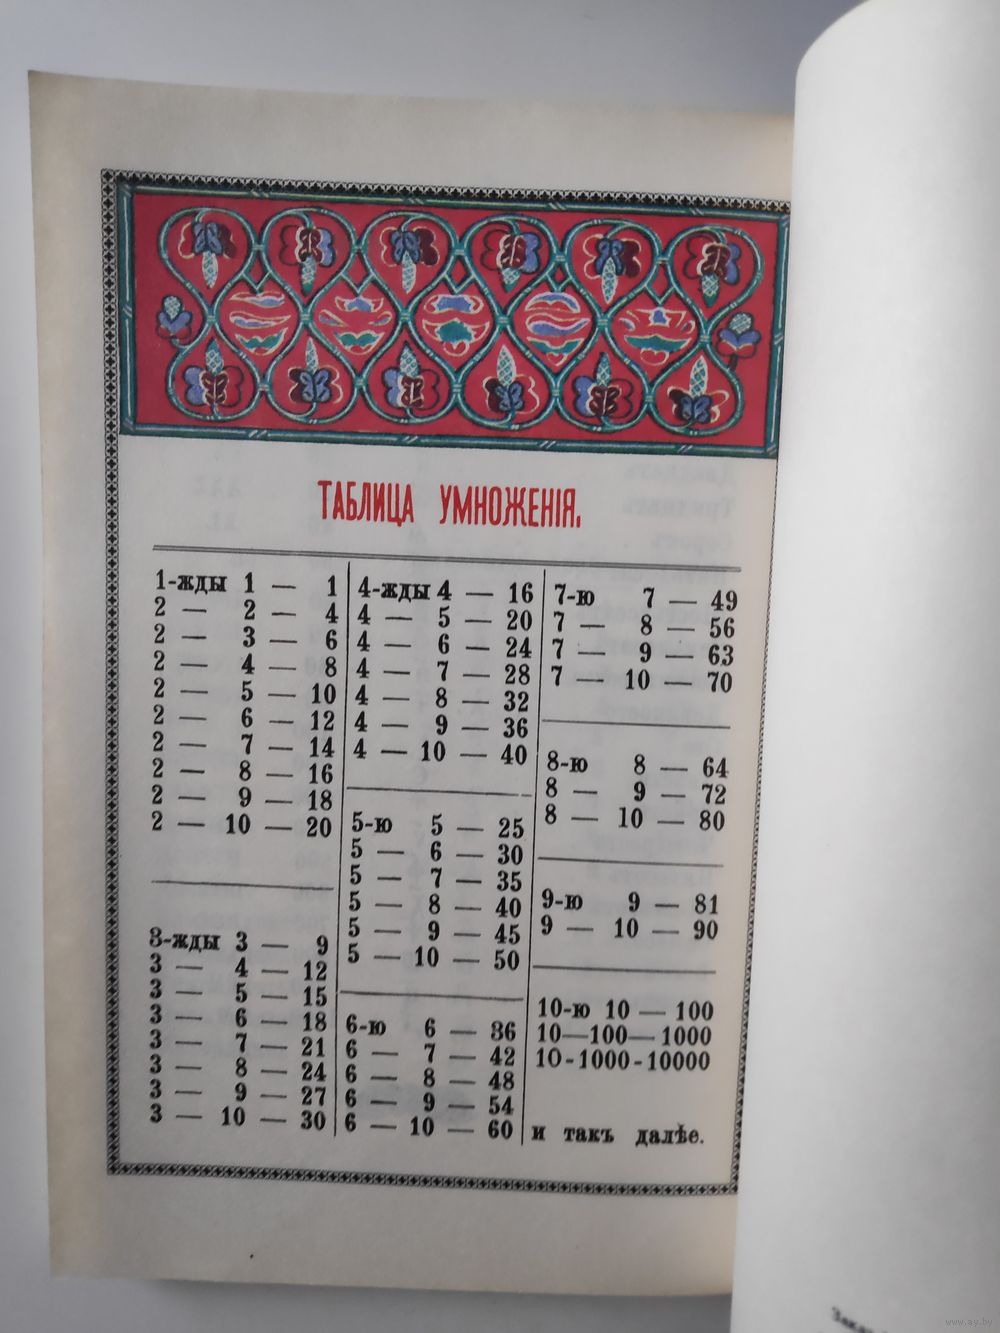 ТАБЛИЦА УМНОЖЕНІЯ.
1-жды 1 — 1
2 — 2 — 4
2 — 3 — 6
2 — 4 — 8
2 — 5 — 10
2 — 6 — 12
2 — 7 — 14
2 — 8 — 16
2 — 9 — 18
2 — 10 — 20
3-жды 3 — 9
3 — 4 — 12
3 — 5 — 15
3 — 6 — 18
3 — 7 — 21
3 — 8 — 24
3 — 9 — 27
3 — 10 — 30
4-жды 4 — 16
4 — 5 — 20
4 — 6 — 24
4 — 7 — 28
4 — 8 — 32
4 — 9 — 36
4 — 10 — 40
5-ю 5 — 25
5 — 6 — 30
5 — 7 — 35
5 — 8 — 40
5 — 9 — 45
5 — 10 — 50
6-ю 6 — 36
6 — 7 — 42
6 — 8 — 48
6 — 9 — 54
6 — 10 — 60
7-ю 7 — 49
7 — 8 — 56
7 — 9 — 63
7 — 10 — 70
8-ю 8 — 64
8 — 9 — 72
8 — 10 — 80
9-ю 9 — 81
9 — 10 — 90
10-ю 10 — 100
10—100—1000
10-1000-10000
и такъ далѣе.
www.ay.by